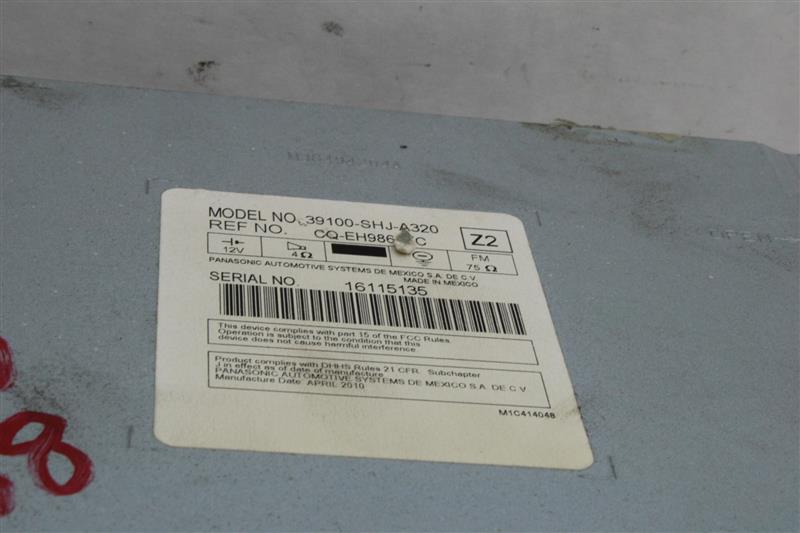 MODEL NO. 39100-SHJ-A320
REF NO.
Z2
12V 4Ω FM 75Ω
PANASONIC AUTOMOTIVE SYSTEMS DE MEXICO S.A. DE C.V.
MADE IN MEXICO
SERIAL NO. 16115135
This device complies with part 15 of the FCC Rules.
Operation is subject to the condition that this
device does not cause harmful interference.
Product complies with DHHS Rules 21 CFR. Subchapter
J in effect as of date of manufacture.
PANASONIC AUTOMOTIVE SYSTEMS DE MEXICO S.A. DE C.V.
Manufacture Date: APRIL 2010
M1C414048
8